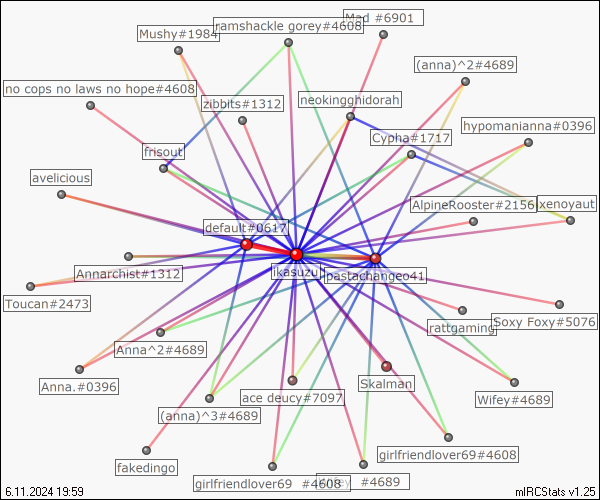 Mad #6901
ramshackle gorey#4608
Mushy#1984
(anna)^2#4689
no cops no laws no hope#4608
zibbits#1312
neokingghidorah
hypomanianna#0396
Cypha#1717
frisout
avelicious
AlpineRooster#2156
xenoyaut
default#0617
Annarchist#1312
ikasuzu
pastachangeo41
Toucan#2473
rattgaming
Soxy Foxy#5076
Anna^2#4689
Anna.#0396
Skalman
ace deucy#7097
Wifey#4689
(anna)^3#4689
girlfriendlover69#4608
fakedingo
girlfriendlover69 #4608
#4689
6.11.2024 19:59
mIRCStats v1.25